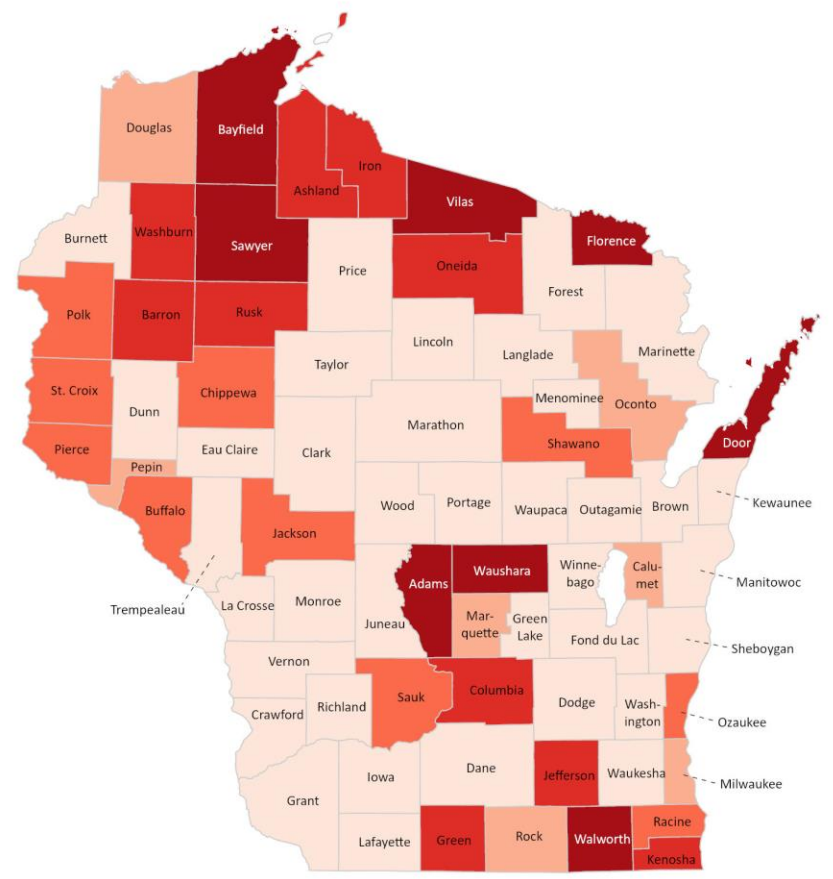 Douglas
Bayfield
Ashland
Iron
Vilas
Florence
Burnett
Washburn
Sawyer
Price
Oneida
Forest
Polk
Barron
Rusk
Lincoln
Langlade
Marinette
Taylor
St. Croix
Dunn
Chippewa
Menominee
Oconto
Marathon
Shawano
Door
Pierce
Eau Claire
Clark
Pepin
Buffalo
Wood
Portage
Waupaca
Outagamie
Brown
Kewaunee
Jackson
Adams
Waushara
Winne-
bago
Calu-
met
Manitowoc
Trempealeau
La Crosse
Monroe
Juneau
Mar-
quette
Green
Lake
Fond du Lac
Sheboygan
Vernon
Sauk
Columbia
Dodge
Wash-
ington
Ozaukee
Crawford
Richland
Iowa
Dane
Jefferson
Waukesha
Milwaukee
Grant
Lafayette
Green
Rock
Walworth
Racine
Kenosha